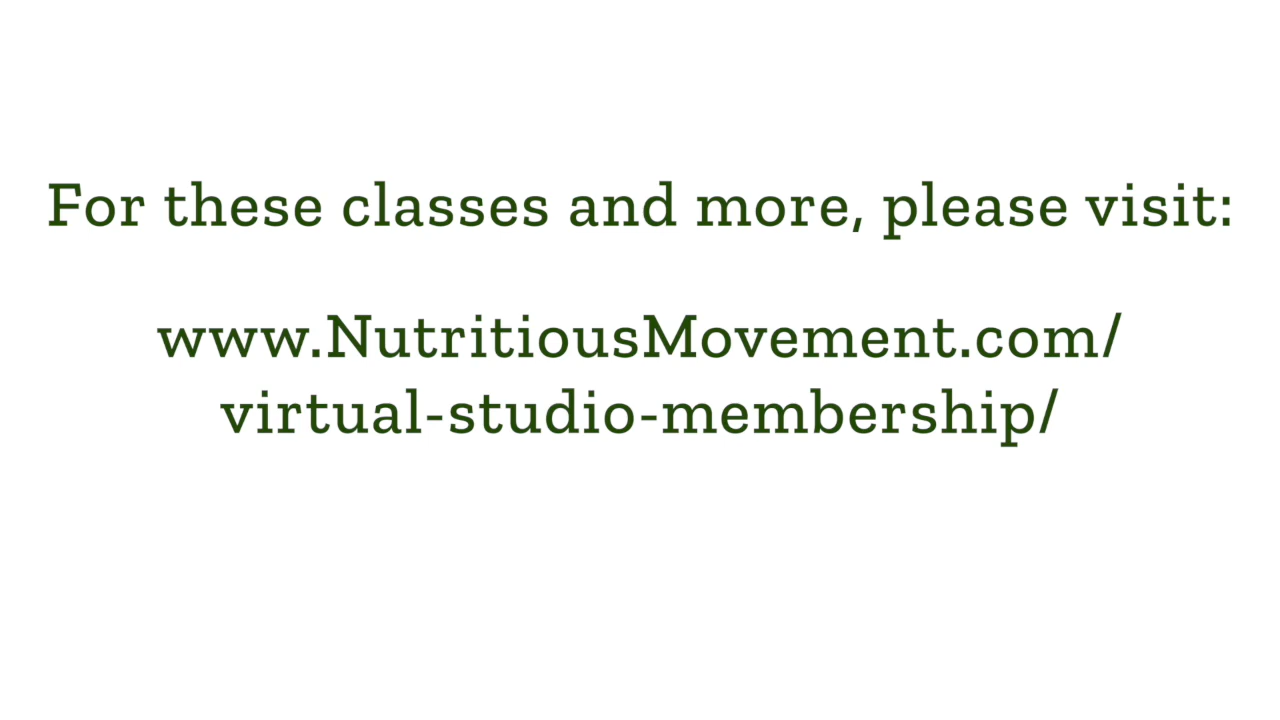 For these classes and more, please visit:
www.NutritiousMovement.com/
virtual-studio-membership/